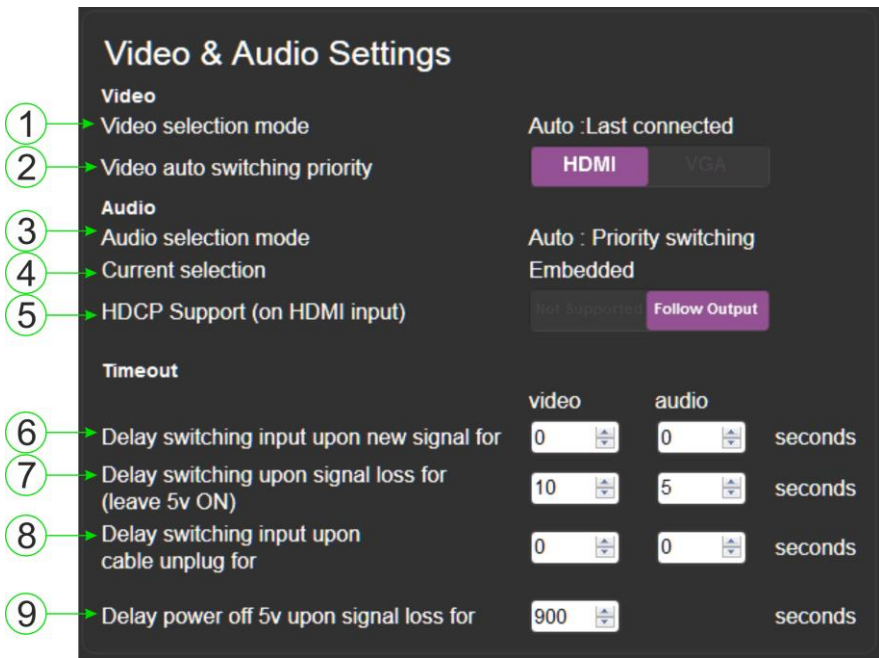 Video & Audio Settings
Video
1 Video selection mode Auto :Last connected
2 Video auto switching priority HDMI VGA
Audio
3 Audio selection mode Auto : Priority switching
4 Current selection Embedded
5 HDCP Support (on HDMI input) Not Supported Follow Output
Timeout
video audio
6 Delay switching input upon new signal for 0 0 seconds
7 Delay switching upon signal loss for
(leave 5v ON) 10 5 seconds
8 Delay switching input upon
cable unplug for 0 0 seconds
9 Delay power off 5v upon signal loss for 900 seconds